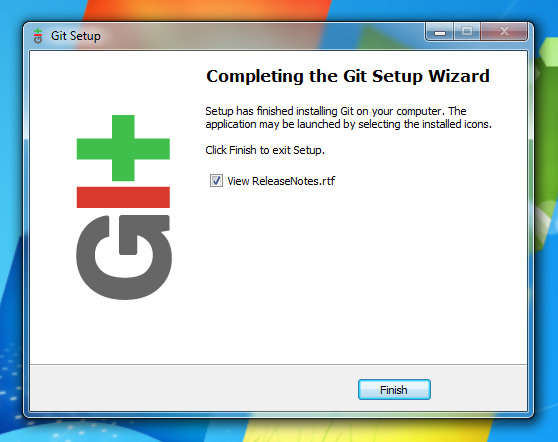 Git Setup
Completing the Git Setup Wizard
Setup has finished installing Git on your computer. The
application may be launched by selecting the installed icons.
Click Finish to exit Setup.
View ReleaseNotes.rtf
GIt
Finish